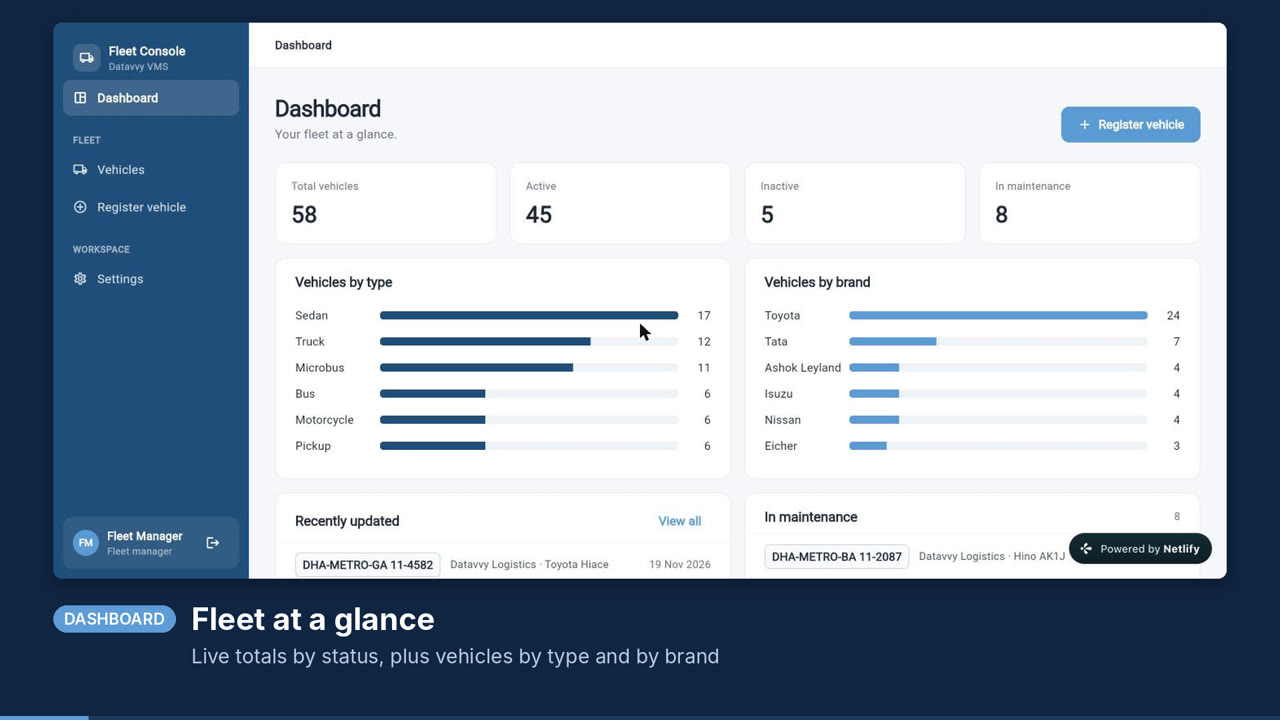 Fleet Console
Datavvy VMS
Dashboard
FLEET
Vehicles
Register vehicle
WORKSPACE
Settings
FM
Fleet Manager
Fleet manager
Dashboard
Dashboard
Your fleet at a glance.
+ Register vehicle
Total vehicles
58
Active
45
Inactive
5
In maintenance
8
Vehicles by type
Sedan 17
Truck 12
Microbus 11
Bus 6
Motorcycle 6
Pickup 6
Vehicles by brand
Toyota 24
Tata 7
Ashok Leyland 4
Isuzu 4
Nissan 4
Eicher 3
Recently updated View all
DHA-METRO-GA 11-4582 Datavvy Logistics · Toyota Hiace 19 Nov 2026
In maintenance 8
DHA-METRO-BA 11-2087 Datavvy Logistics · Hino AK1J
Powered by Netlify
DASHBOARD Fleet at a glance
Live totals by status, plus vehicles by type and by brand